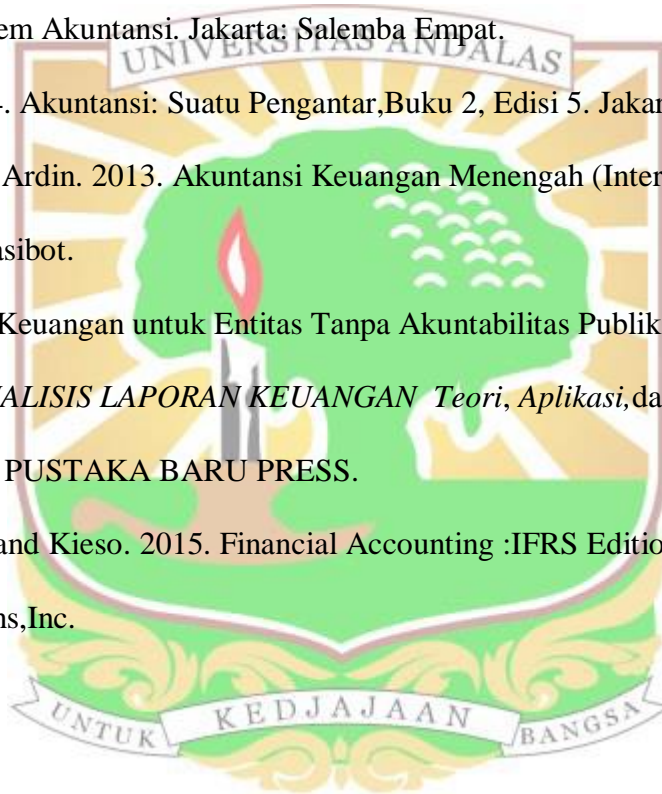 em Akuntansi. Jakarta: Salemba Empat.
UNIVERSITAS ANDALAS
. Akuntansi: Suatu Pengantar,Buku 2, Edisi 5. Jakar
Ardin. 2013. Akuntansi Keuangan Menengah (Inter
asibot.
Keuangan untuk Entitas Tanpa Akuntabilitas Publik
ALISIS LAPORAN KEUANGAN Teori, Aplikasi,da
PUSTAKA BARU PRESS.
and Kieso. 2015. Financial Accounting :IFRS Editio
ns,Inc.
UNTUK KEDJAJAAN BANGSA